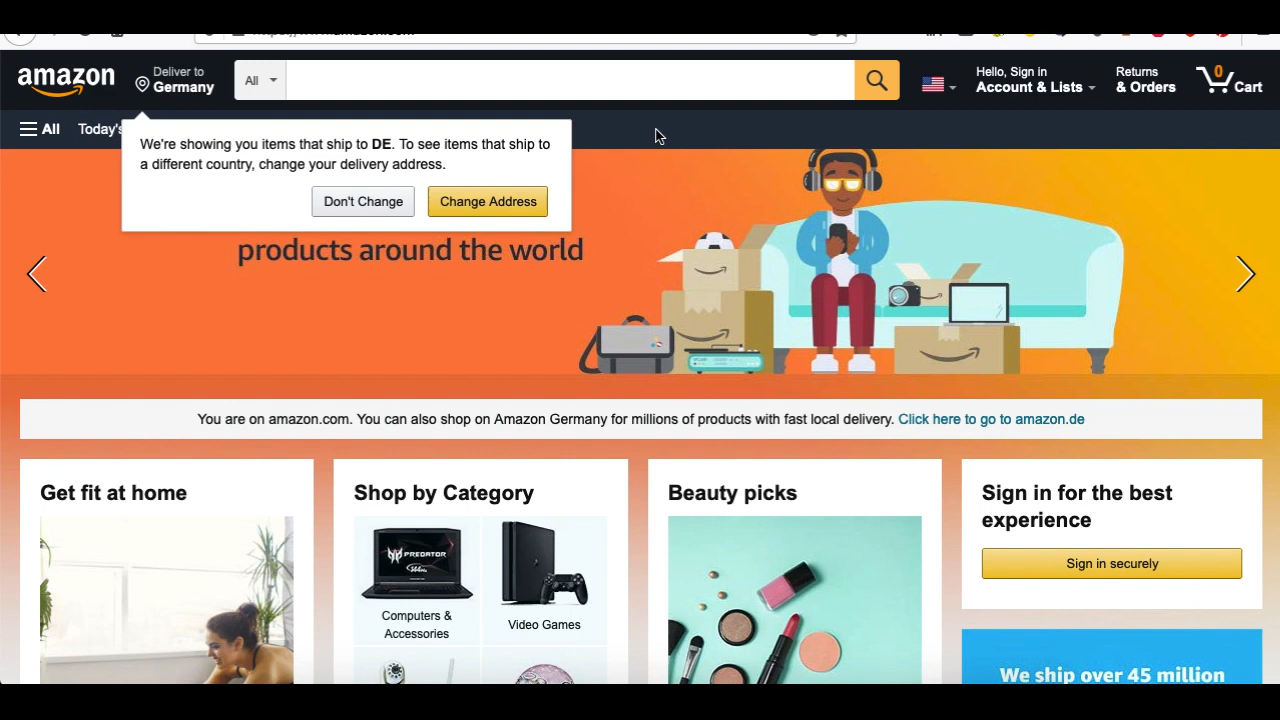 amazon
Deliver to
Germany
All
Hello, Sign in
Account & Lists
Returns
& Orders
0
Cart
All
Today's
We're showing you items that ship to DE. To see items that ship to
a different country, change your delivery address.
Don't Change
Change Address
products around the world
You are on amazon.com. You can also shop on Amazon Germany for millions of products with fast local delivery. Click here to go to amazon.de
Get fit at home
Shop by Category
Beauty picks
Sign in for the best
experience
Sign in securely
PREDATOR
Computers &
Accessories
Video Games
We ship over 45 million